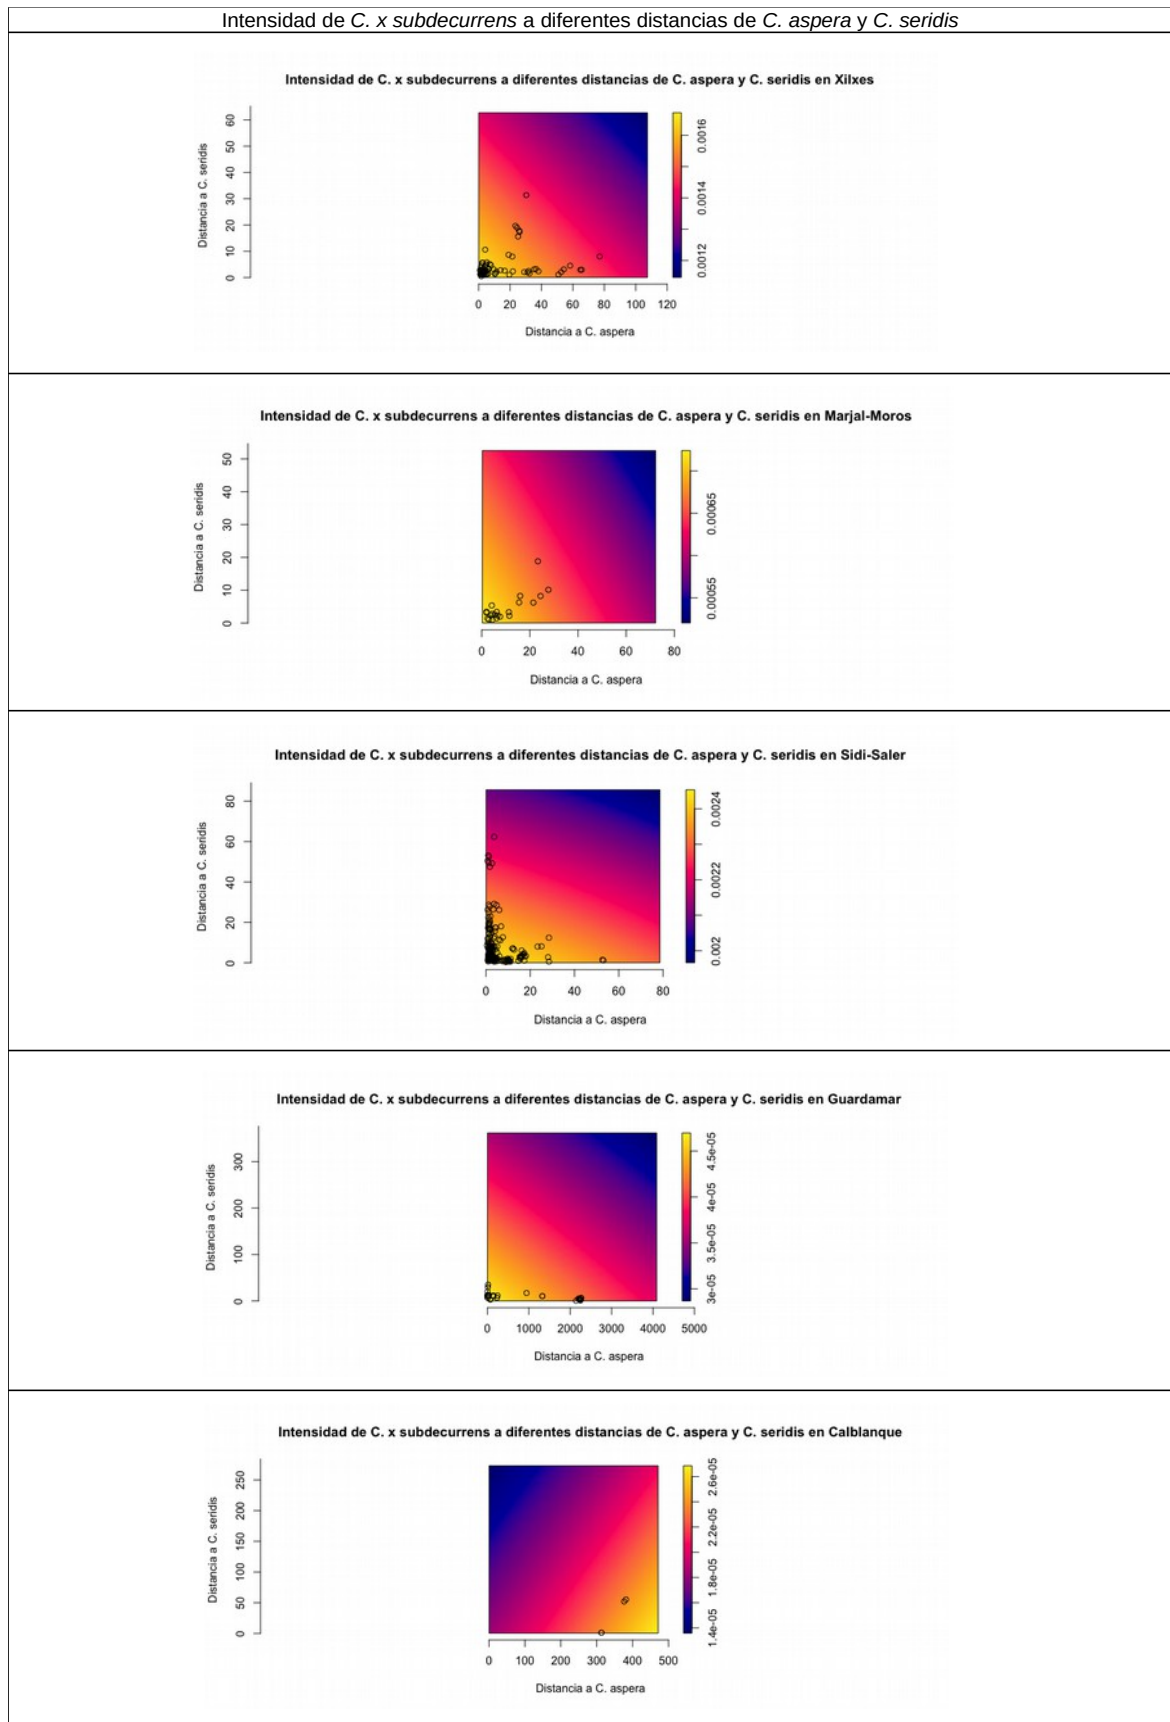 Intensidad de C. x subdecurrens a diferentes distancias de C. aspera y C. seridis
Intensidad de C. x subdecurrens a diferentes distancias de C. aspera y C. seridis en Xilxes
Distancia a C. seridis
0 10 20 30 40 50 60
0 20 40 60 80 100 120
Distancia a C. aspera
0.0012 0.0014 0.0016
Intensidad de C. x subdecurrens a diferentes distancias de C. aspera y C. seridis en Marjal-Moros
Distancia a C. seridis
0 10 20 30 40 50
0 20 40 60 80
Distancia a C. aspera
0.00055 0.00065
Intensidad de C. x subdecurrens a diferentes distancias de C. aspera y C. seridis en Sidi-Saler
Distancia a C. seridis
0 20 40 60 80
0 20 40 60 80
Distancia a C. aspera
0.002 0.0022 0.0024
Intensidad de C. x subdecurrens a diferentes distancias de C. aspera y C. seridis en Guardamar
Distancia a C. seridis
0 100 200 300
0 1000 2000 3000 4000 5000
Distancia a C. aspera
3e-05 3.5e-05 4e-05 4.5e-05
Intensidad de C. x subdecurrens a diferentes distancias de C. aspera y C. seridis en Calblanque
Distancia a C. seridis
0 50 100 150 200 250
0 100 200 300 400 500
Distancia a C. aspera
1.4e-05 1.8e-05 2.2e-05 2.6e-05